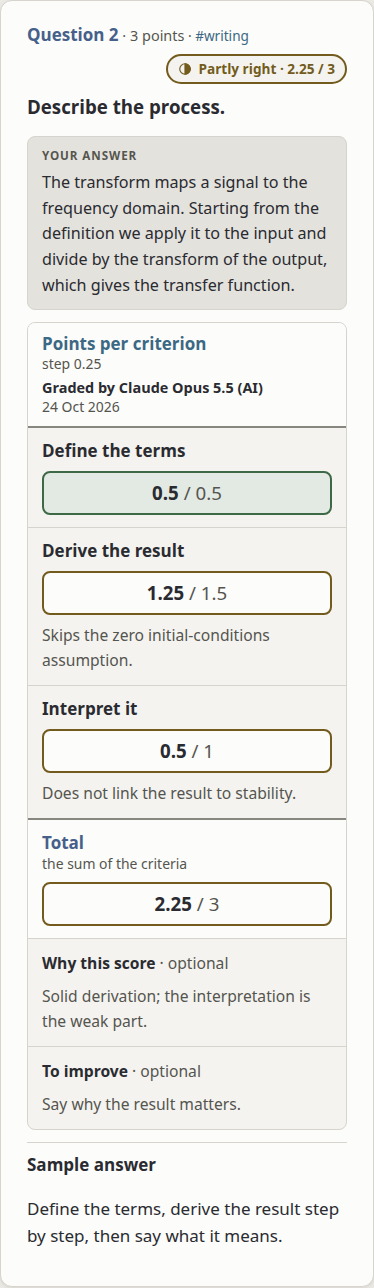 Question 2 · 3 points · #writing
Partly right · 2.25 / 3
Describe the process.
YOUR ANSWER
The transform maps a signal to the
frequency domain. Starting from the
definition we apply it to the input and
divide by the transform of the output,
which gives the transfer function.
Points per criterion
step 0.25
Graded by Claude Opus 5.5 (AI)
24 Oct 2026
Define the terms
0.5 / 0.5
Derive the result
1.25 / 1.5
Skips the zero initial-conditions
assumption.
Interpret it
0.5 / 1
Does not link the result to stability.
Total
the sum of the criteria
2.25 / 3
Why this score · optional
Solid derivation; the interpretation is
the weak part.
To improve · optional
Say why the result matters.
Sample answer
Define the terms, derive the result step
by step, then say what it means.